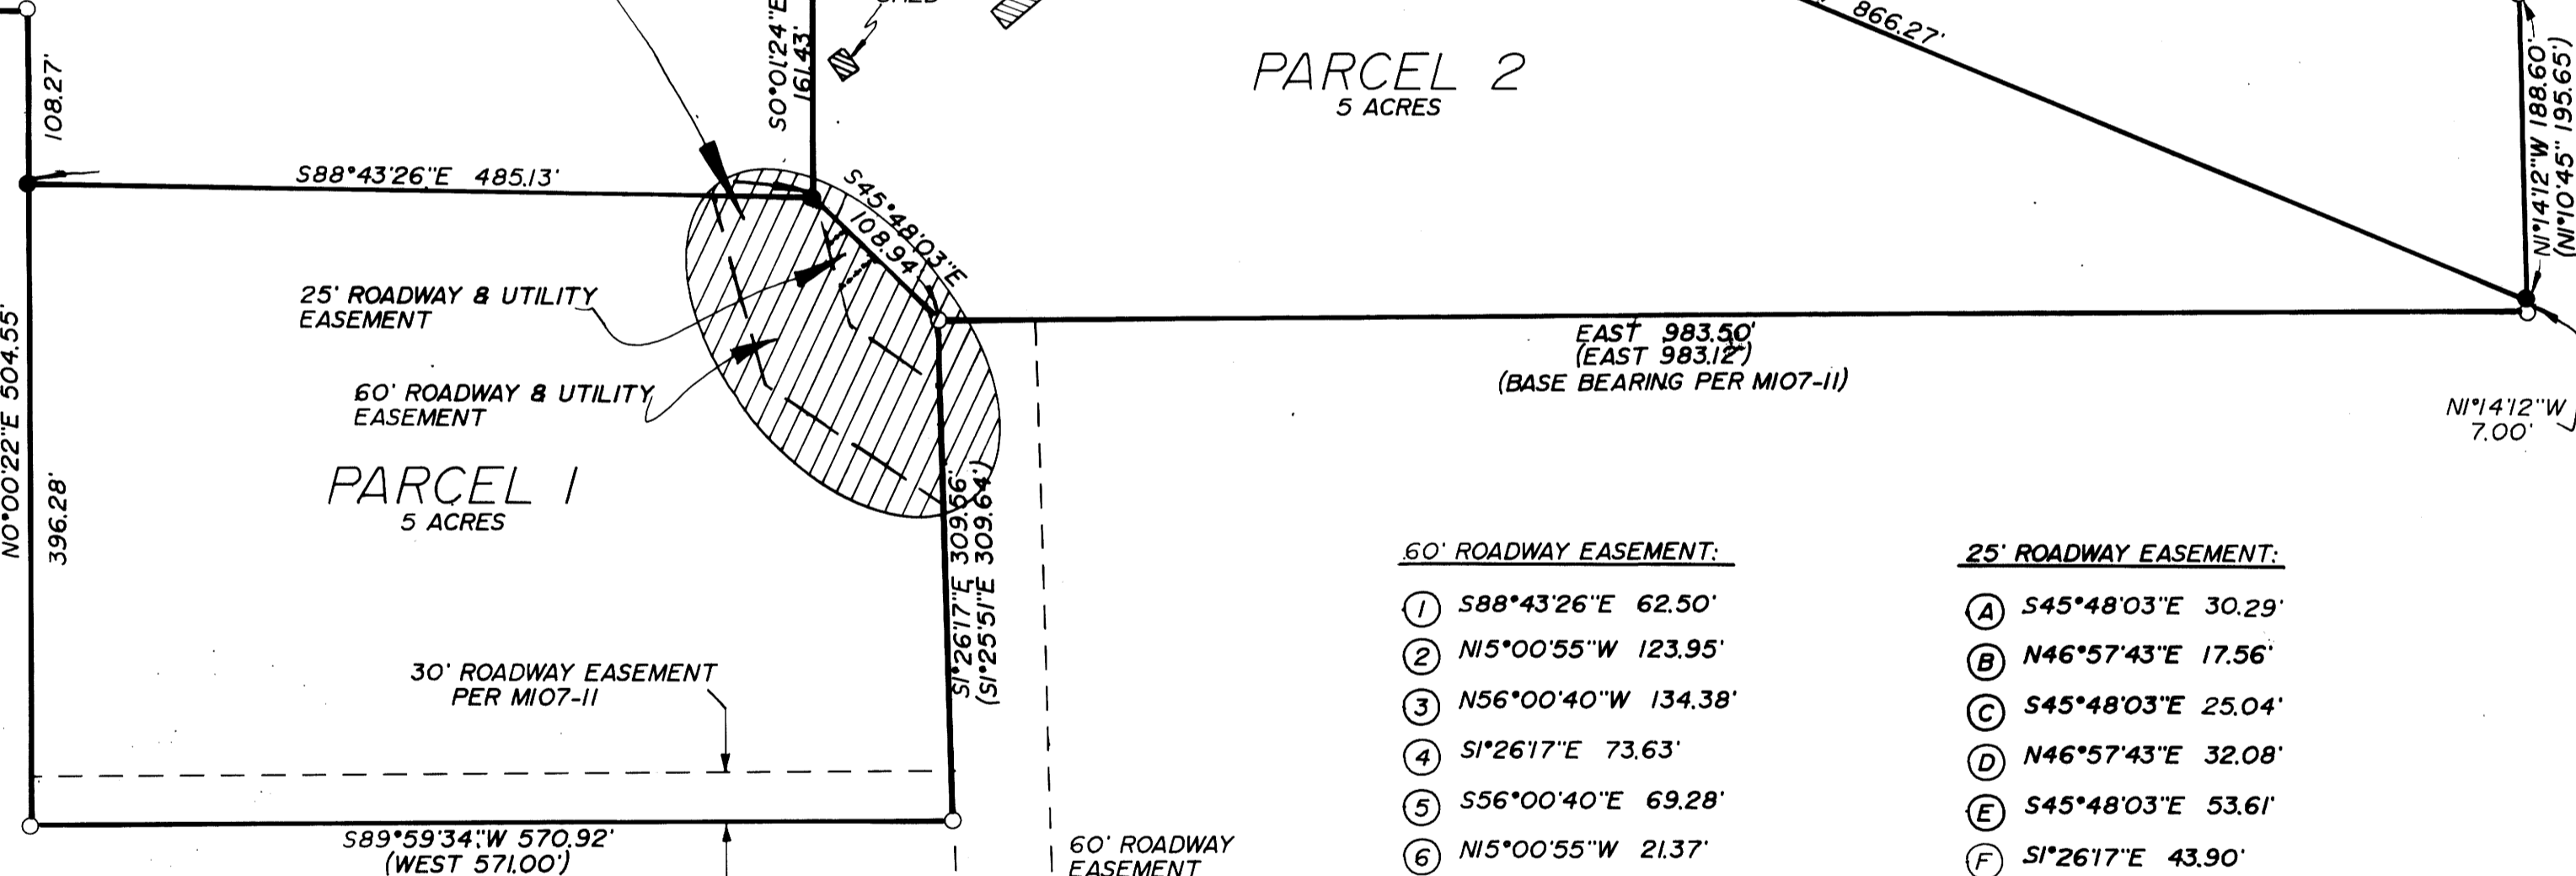 108.27'
S0°01'24"E
161.43'
PARCEL 2
5 ACRES
866.27'
N1°14'12"W 188.60'
(N1°10'45" 195.65')
S88°43'26"E 485.13'
S45°48'03"E
108.94'
25' ROADWAY & UTILITY
EASEMENT
60' ROADWAY & UTILITY
EASEMENT
N0°00'22"E 504.55'
396.28'
PARCEL 1
5 ACRES
EAST 983.50'
(EAST 983.12')
(BASE BEARING PER M107-11)
N1°14'12"W
7.00'
S1°26'17"E 309.56'
(S1°25'51"E 309.64')
30' ROADWAY EASEMENT
PER M107-11
S89°59'34"W 570.92'
(WEST 571.00')
60' ROADWAY
EASEMENT
60' ROADWAY EASEMENT:
1 S88°43'26"E 62.50'
2 N15°00'55"W 123.95'
3 N56°00'40"W 134.38'
4 S1°26'17"E 73.63'
5 S56°00'40"E 69.28'
6 N15°00'55"W 21.37'
25' ROADWAY EASEMENT:
A S45°48'03"E 30.29'
B N46°57'43"E 17.56'
C S45°48'03"E 25.04'
D N46°57'43"E 32.08'
E S45°48'03"E 53.61'
F S1°26'17"E 43.90'